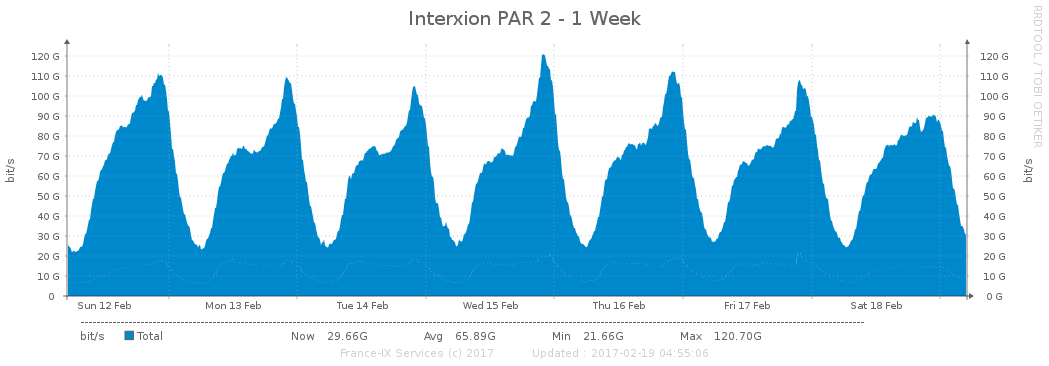 Interxion PAR 2 - 1 Week
RRDTOOL / TOBI OETIKER
bit/s
120 G
110 G
100 G
90 G
80 G
70 G
60 G
50 G
40 G
30 G
20 G
10 G
0
120 G
110 G
100 G
90 G
80 G
70 G
60 G
50 G
40 G
30 G
20 G
10 G
0 G
bit/s
Sun 12 Feb Mon 13 Feb Tue 14 Feb Wed 15 Feb Thu 16 Feb Fri 17 Feb Sat 18 Feb
bit/s Total Now 29.66G Avg 65.89G Min 21.66G Max 120.70G
France-IX Services (c) 2017 Updated : 2017-02-19 04:55:06